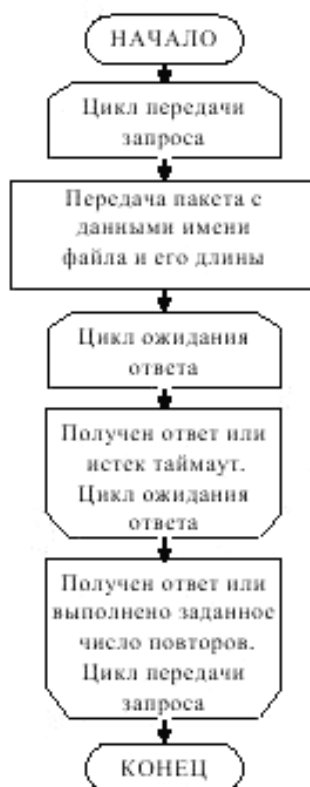 НАЧАЛО
Цикл передачи
запроса
Передача пакета с
данными имени
файла и его длины
Цикл ожидания
ответа
Получен ответ или
истек таймаут.
Цикл ожидания
ответа
Получен ответ или
выполнено заданное
число повторов.
Цикл передачи
запроса
КОНЕЦ